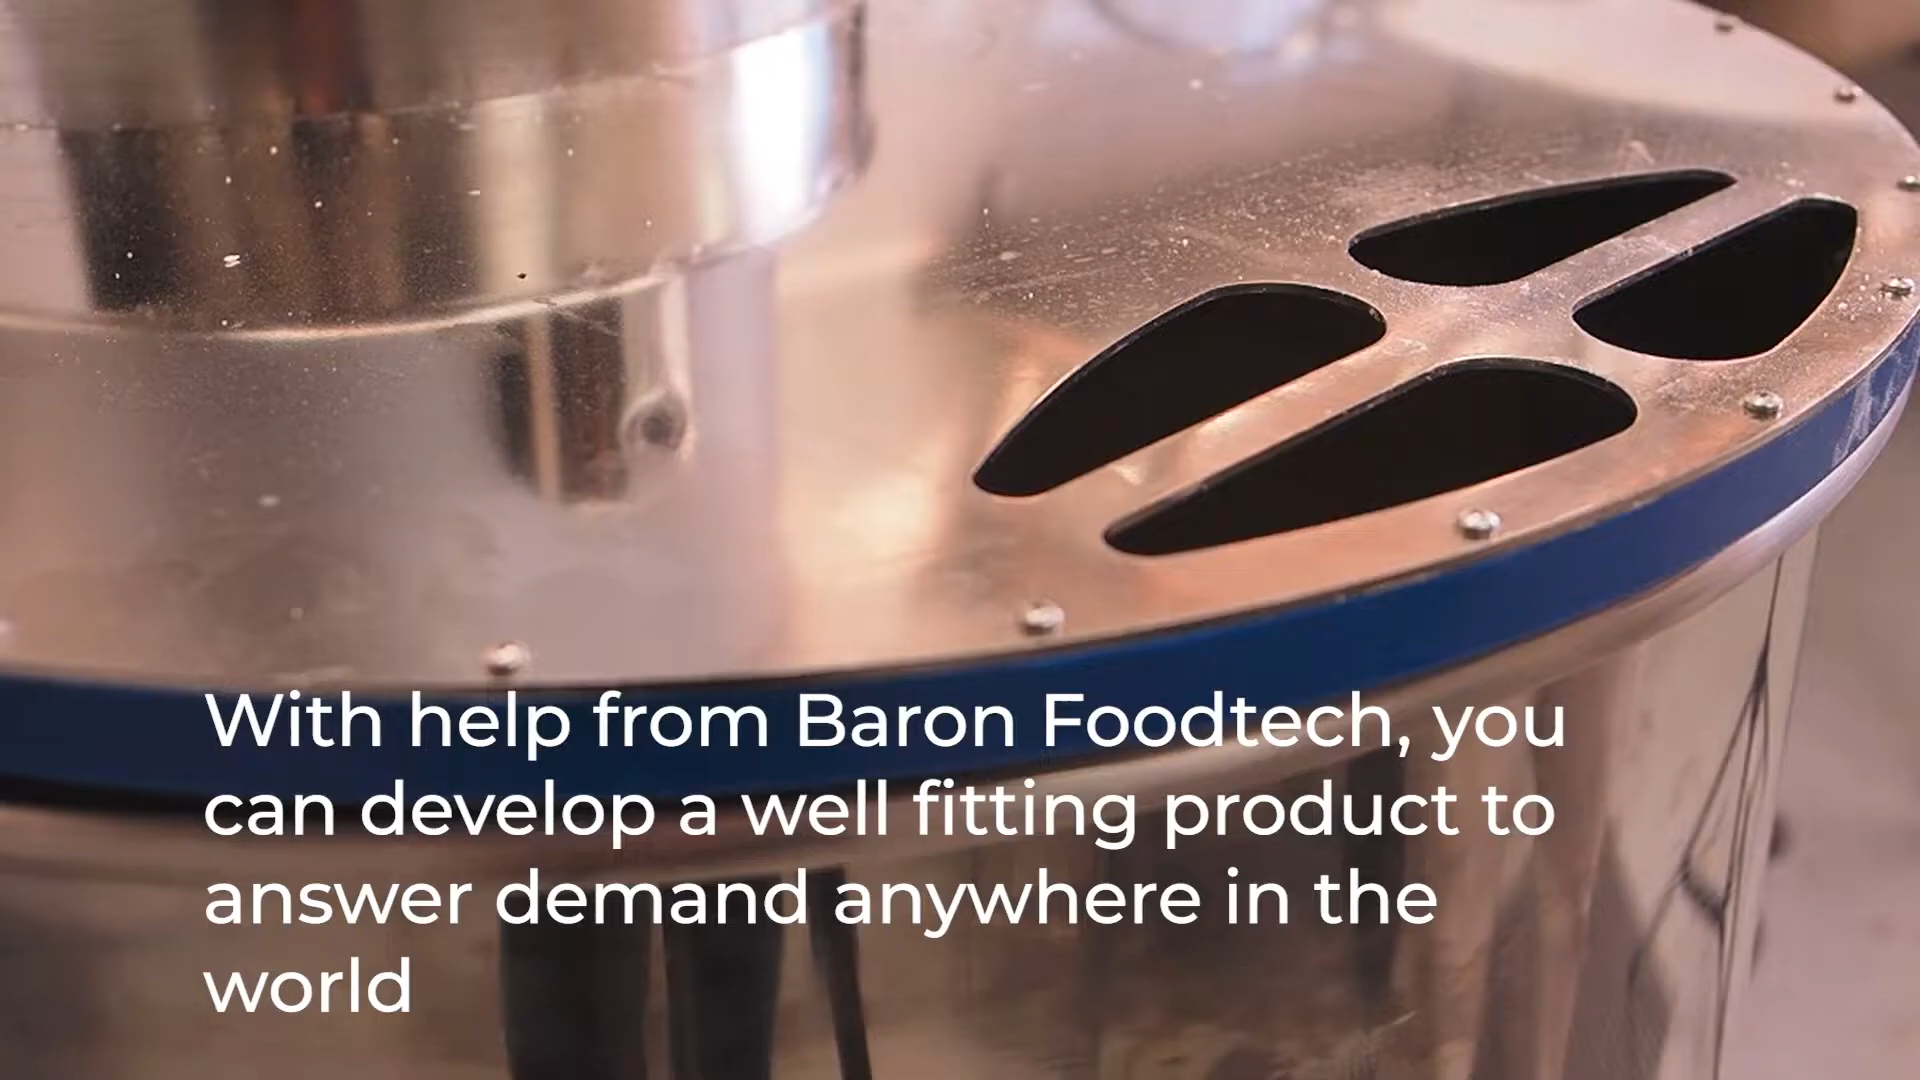 With help from Baron Foodtech, you
can develop a well fitting product to
answer demand anywhere in the
world